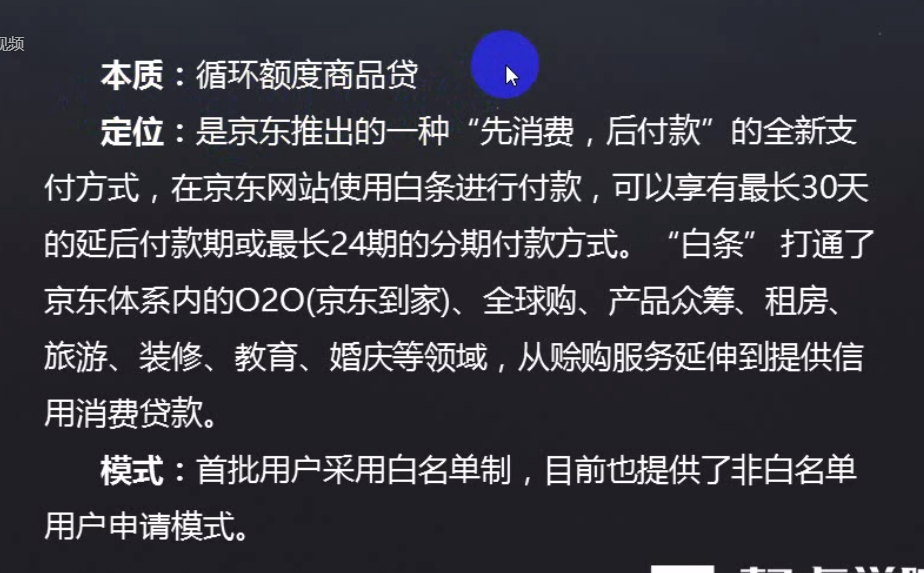 视频
本质：循环额度商品贷
定位：是京东推出的一种“先消费，后付款”的全新支
付方式，在京东网站使用白条进行付款，可以享有最长30天
的延后付款期或最长24期的分期付款方式。 “白条” 打通了
京东体系内的O2O(京东到家)、全球购、产品众筹、租房、
旅游、装修、教育、婚庆等领域，从赊购服务延伸到提供信
用消费贷款。
模式：首批用户采用白名单制，目前也提供了非白名单
用户申请模式。